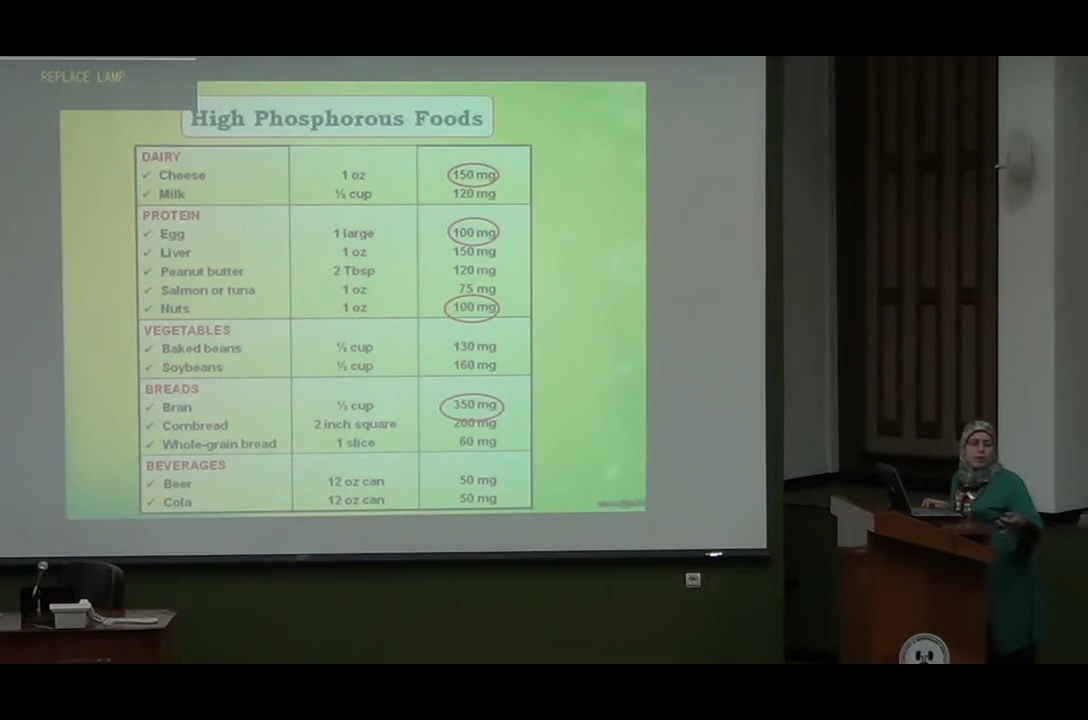 REPLACE LAMP
High Phosphorous Foods
DAIRY
✓ Cheese 1 oz 150 mg
✓ Milk ½ cup 120 mg
PROTEIN
✓ Egg 1 large 100 mg
✓ Liver 1 oz 150 mg
✓ Peanut butter 2 Tbsp 120 mg
✓ Salmon or tuna 1 oz 75 mg
✓ Nuts 1 oz 100 mg
VEGETABLES
✓ Baked beans ½ cup 130 mg
✓ Soybeans ½ cup 160 mg
BREADS
✓ Bran ½ cup 350 mg
✓ Cornbread 2 inch square 200 mg
✓ Whole-grain bread 1 slice 60 mg
BEVERAGES
✓ Beer 12 oz can 50 mg
✓ Cola 12 oz can 50 mg